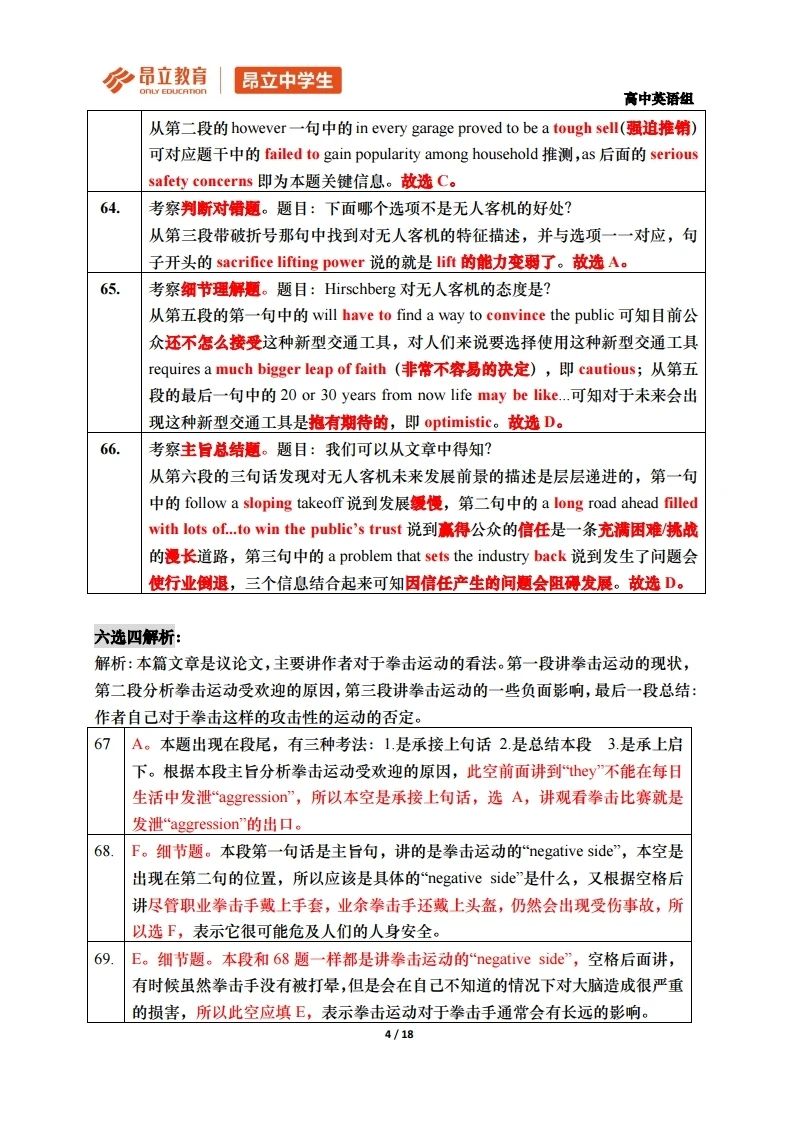 昂立教育
ONLY EDUCATION
昂立中学生
高中英语组
从第二段的 however 一句中的 in every garage proved to be a tough sell(强迫推销)
可对应题干中的 failed to gain popularity among household 推测,as 后面的 serious
safety concerns 即为本题关键信息。故选 C。
64. 考察判断对错题。题目：下面哪个选项不是无人客机的好处？
从第三段带破折号那句中找到对无人客机的特征描述，并与选项一一对应，句
子开头的 sacrifice lifting power 说的就是 lift 的能力变弱了。故选 A。
65. 考察细节理解题。题目：Hirschberg 对无人客机的态度是？
从第五段的第一句中的 will have to find a way to convince the public 可知目前公
众还不怎么接受这种新型交通工具，对人们来说要选择使用这种新型交通工具
requires a much bigger leap of faith（非常不容易的决定），即 cautious；从第五
段的最后一句中的 20 or 30 years from now life may be like...可知对于未来会出
现这种新型交通工具是抱有期待的，即 optimistic。故选 D。
66. 考察主旨总结题。题目：我们可以从文章中得知？
从第六段的三句话发现对无人客机未来发展前景的描述是层层递进的，第一句
中的 follow a sloping takeoff 说到发展缓慢，第二句中的 a long road ahead filled
with lots of...to win the public's trust 说到赢得公众的信任是一条充满困难/挑战
的漫长道路，第三句中的 a problem that sets the industry back 说到发生了问题会
使行业倒退，三个信息结合起来可知因信任产生的问题会阻碍发展。故选 D。
六选四解析：
解析：本篇文章是议论文，主要讲作者对于拳击运动的看法。第一段讲拳击运动的现状，
第二段分析拳击运动受欢迎的原因，第三段讲拳击运动的一些负面影响，最后一段总结：
作者自己对于拳击这样的攻击性的运动的否定。
67 A。本题出现在段尾，有三种考法：1.是承接上句话 2.是总结本段 3.是承上启
下。根据本段主旨分析拳击运动受欢迎的原因，此空前面讲到“they”不能在每日
生活中发泄“aggression”，所以本空是承接上句话，选 A，讲观看拳击比赛就是
发泄“aggression”的出口。
68. F。细节题。本段第一句话是主旨句，讲的是拳击运动的“negative side”，本空是
出现在第二句的位置，所以应该是具体的“negative side”是什么，又根据空格后
讲尽管职业拳击手戴上手套，业余拳击手还戴上头盔，仍然会出现受伤事故，所
以选 F，表示它很可能危及人们的人身安全。
69. E。细节题。本段和 68 题一样都是讲拳击运动的“negative side”，空格后面讲，
有时候虽然拳击手没有被打晕，但是会在自己不知道的情况下对大脑造成很严重
的损害，所以此空应填 E，表示拳击运动对于拳击手通常会有长远的影响。
4 / 18